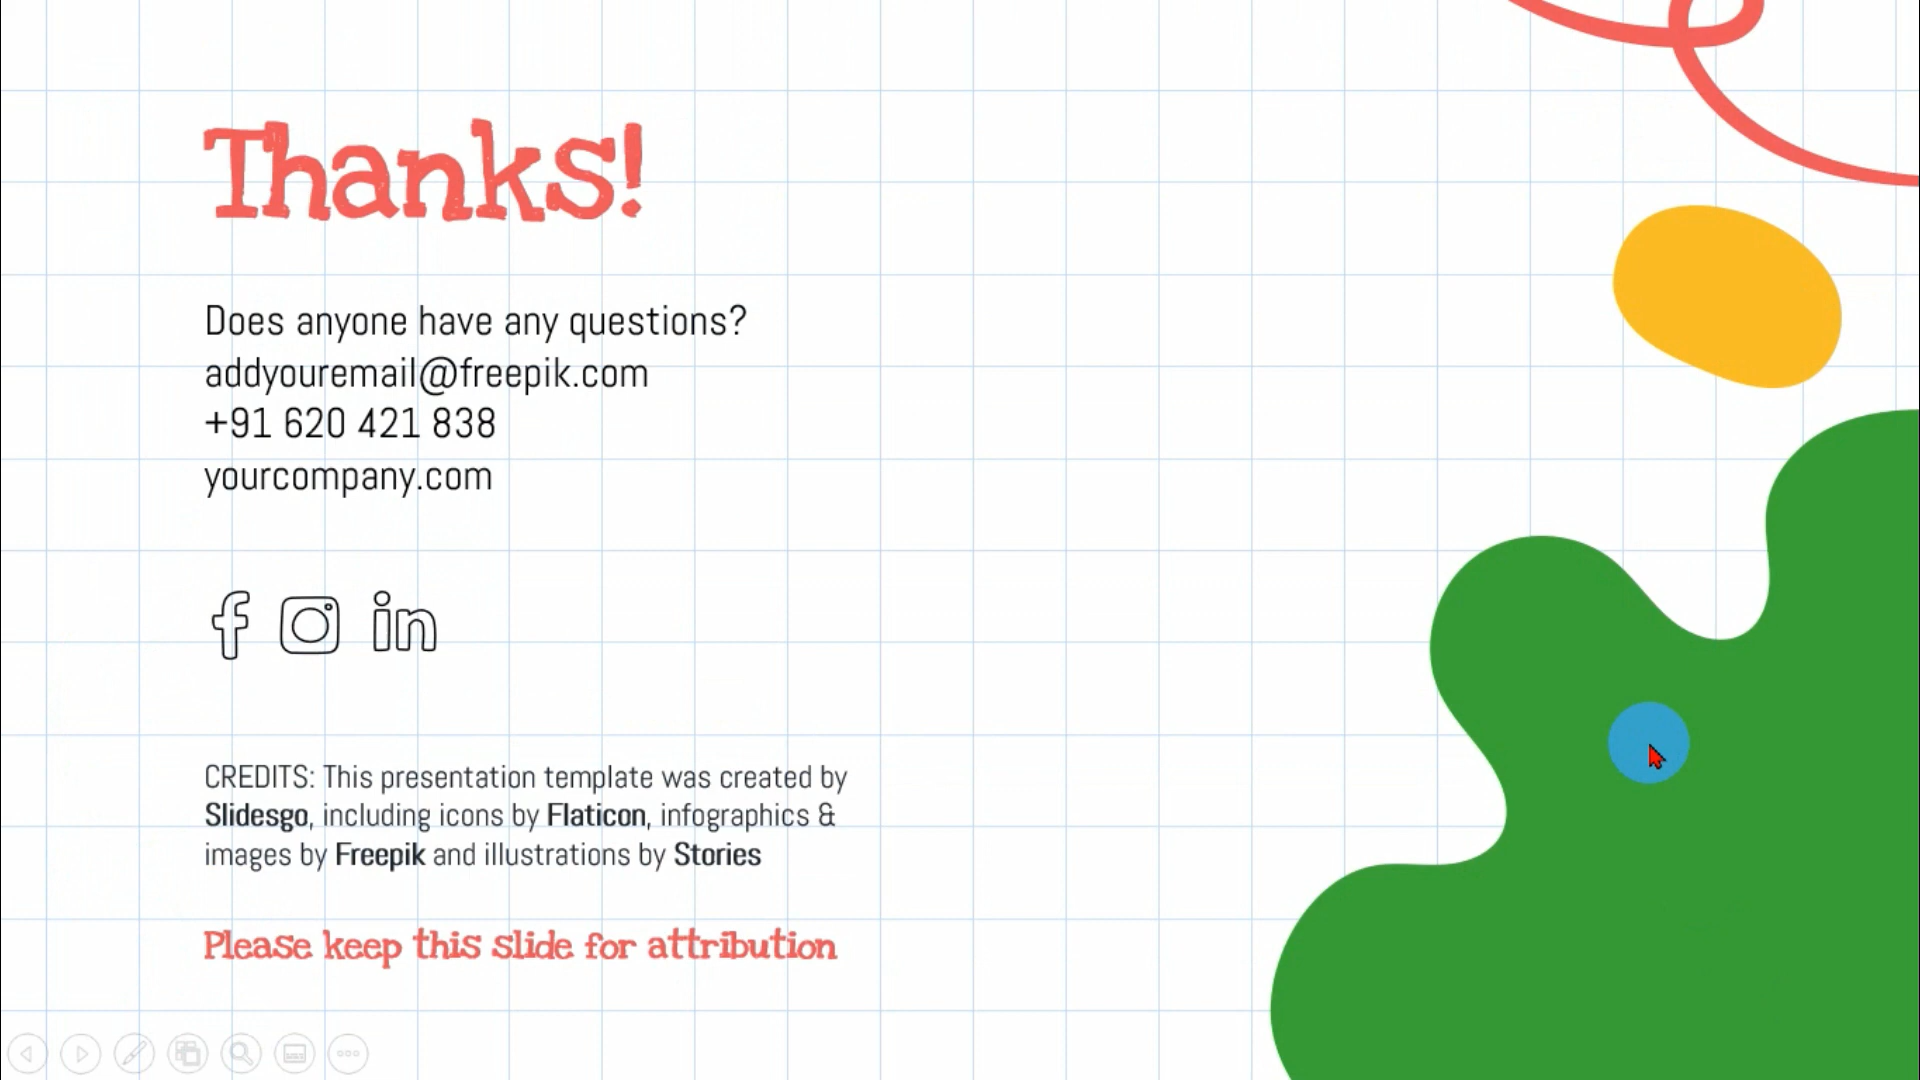 Thanks!
Does anyone have any questions?
addyouremail@freepik.com
+91 620 421 838
yourcompany.com
f in
CREDITS: This presentation template was created by
Slidesgo, including icons by Flaticon, infographics &
images by Freepik and illustrations by Stories
Please keep this slide for attribution